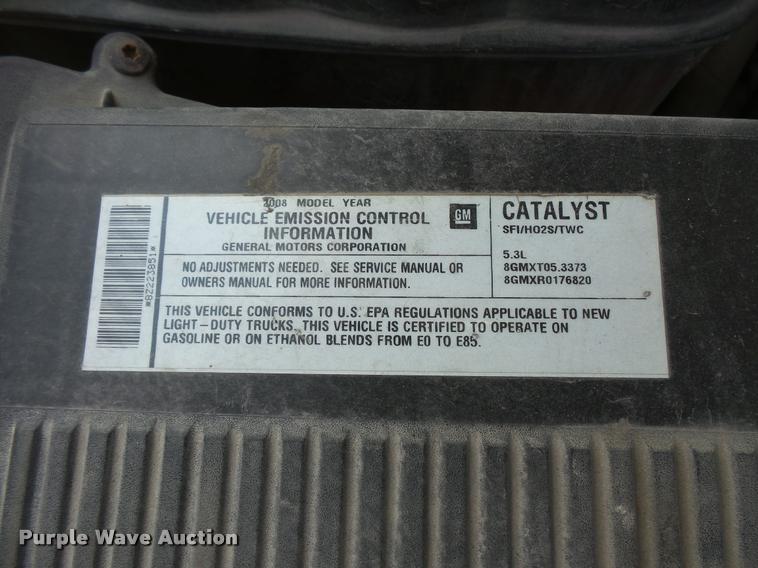 2008 MODEL YEAR
VEHICLE EMISSION CONTROL
INFORMATION
GENERAL MOTORS CORPORATION
GM
NO ADJUSTMENTS NEEDED. SEE SERVICE MANUAL OR
OWNERS MANUAL FOR MORE INFORMATION.
CATALYST
SFI/HO2S/TWC
5.3L
8GMXT05.3373
8GMXR0176820
THIS VEHICLE CONFORMS TO U.S. EPA REGULATIONS APPLICABLE TO NEW
LIGHT-DUTY TRUCKS. THIS VEHICLE IS CERTIFIED TO OPERATE ON
GASOLINE OR ON ETHANOL BLENDS FROM E0 TO E85.
*82223851*
Purple Wave Auction